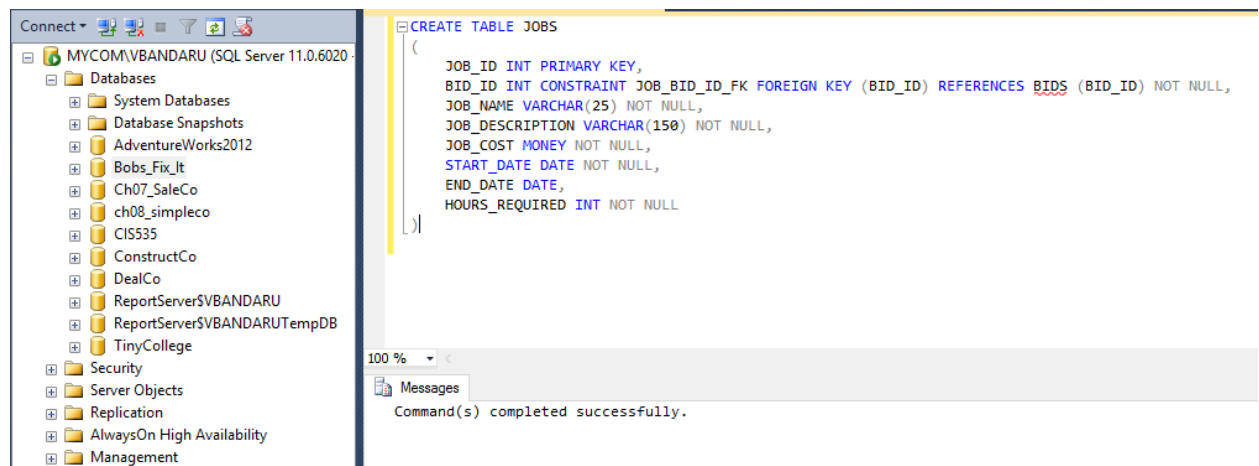 Connect
MYCOM\VBANDARU (SQL Server 11.0.6020 -
Databases
System Databases
Database Snapshots
AdventureWorks2012
Bobs_Fix_It
Ch07_SaleCo
ch08_simpleco
CIS535
ConstructCo
DealCo
ReportServer$VBANDARU
ReportServer$VBANDARUTempDB
TinyCollege
Security
Server Objects
Replication
AlwaysOn High Availability
Management
CREATE TABLE JOBS
(
JOB_ID INT PRIMARY KEY,
BID_ID INT CONSTRAINT JOB_BID_ID_FK FOREIGN KEY (BID_ID) REFERENCES BIDS (BID_ID) NOT NULL,
JOB_NAME VARCHAR(25) NOT NULL,
JOB_DESCRIPTION VARCHAR(150) NOT NULL,
JOB_COST MONEY NOT NULL,
START_DATE DATE NOT NULL,
END_DATE DATE,
HOURS_REQUIRED INT NOT NULL
)
100 %
Messages
Command(s) completed successfully.